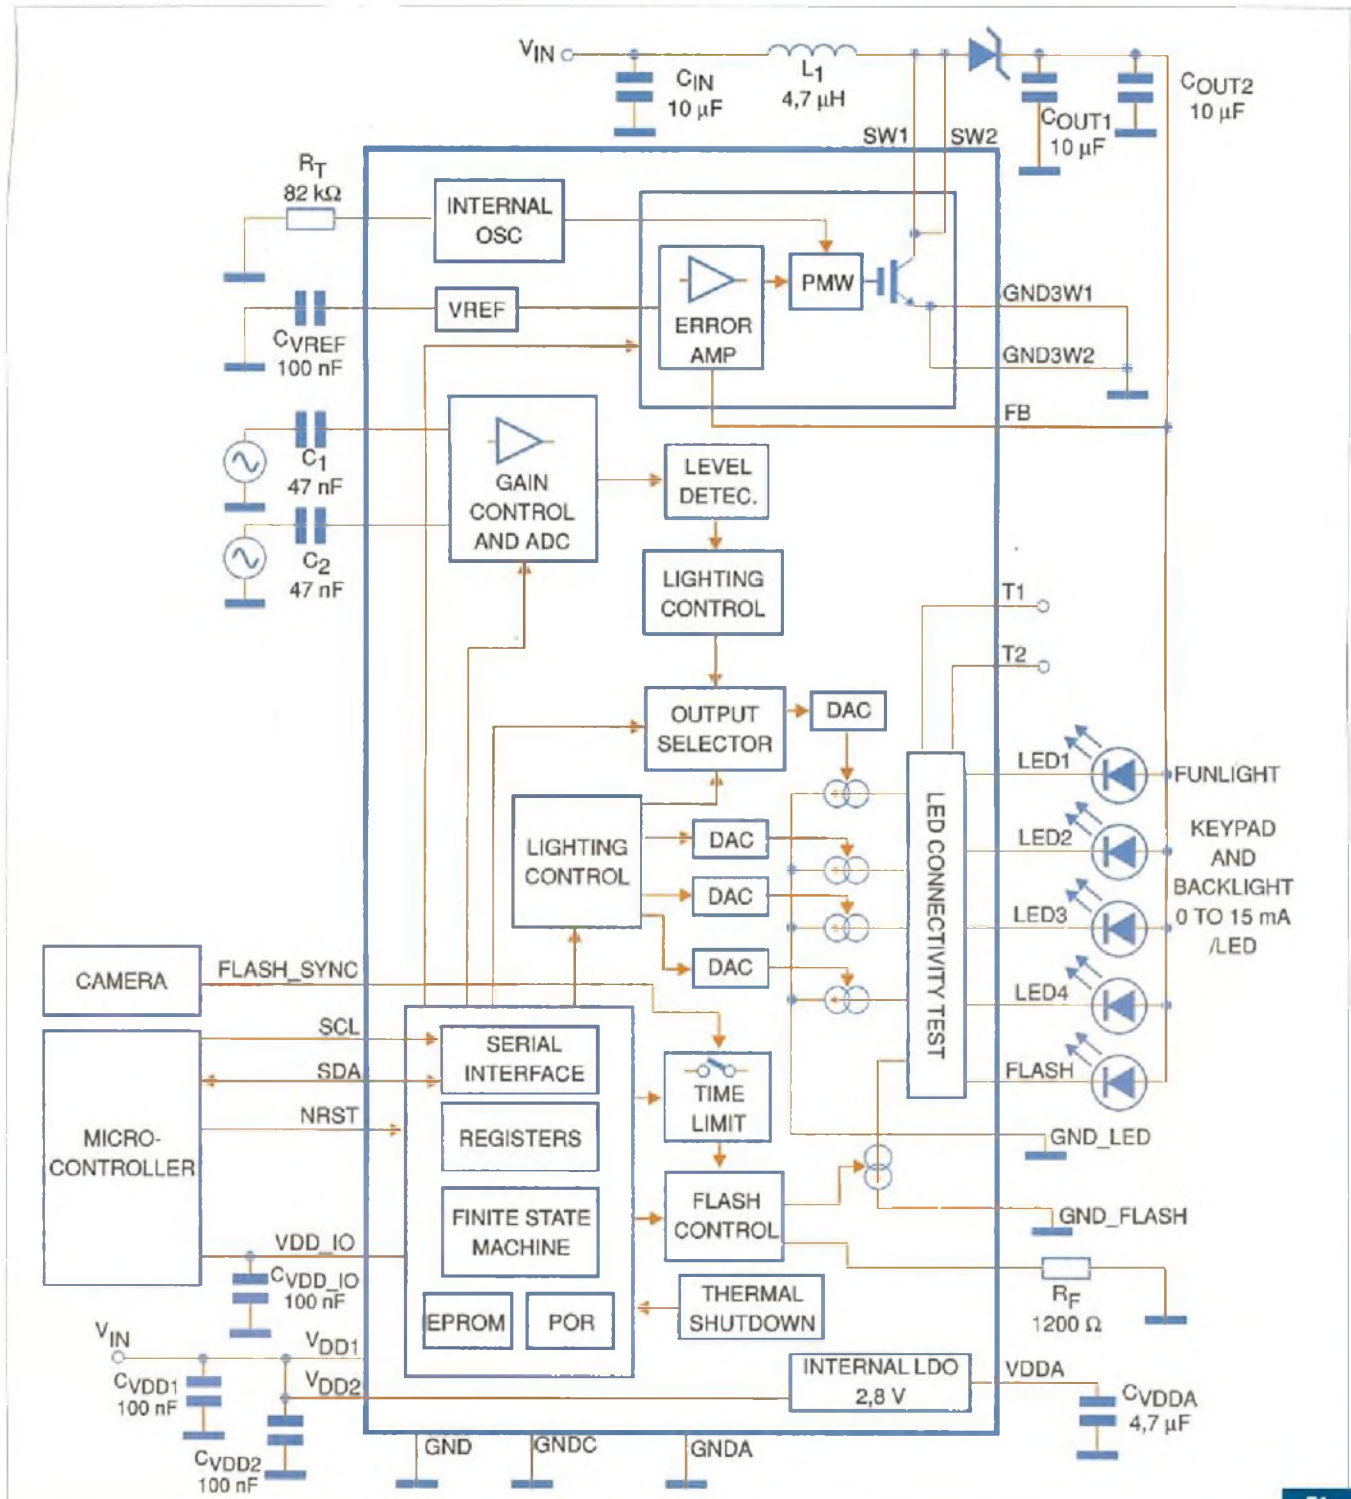 VIN
CIN
10 µF
L1
4,7 µH
COUT1
10 µF
COUT2
10 µF
SW1
SW2
RT
82 kΩ
INTERNAL
OSC
PMW
VREF
ERROR
AMP
GND3W1
GND3W2
CVREF
100 nF
FB
C1
47 nF
GAIN
CONTROL
AND ADC
LEVEL
DETEC.
C2
47 nF
LIGHTING
CONTROL
T1
T2
OUTPUT
SELECTOR
DAC
LED1
FUNLIGHT
LED CONNECTIVITY TEST
LIGHTING
CONTROL
DAC
DAC
DAC
LED2
LED3
LED4
FLASH
KEYPAD
AND
BACKLIGHT
0 TO 15 mA
/LED
CAMERA
FLASH_SYNC
MICRO-
CONTROLLER
SCL
SDA
NRST
VDD_IO
SERIAL
INTERFACE
REGISTERS
FINITE STATE
MACHINE
EPROM
POR
TIME
LIMIT
FLASH
CONTROL
THERMAL
SHUTDOWN
GND_LED
GND_FLASH
RF
1200 Ω
CVDD_IO
100 nF
VIN
VDD1
VDD2
CVDD1
100 nF
CVDD2
100 nF
INTERNAL LDO
2,8 V
VDDA
CVDDA
4,7 µF
GND
GNDC
GNDA